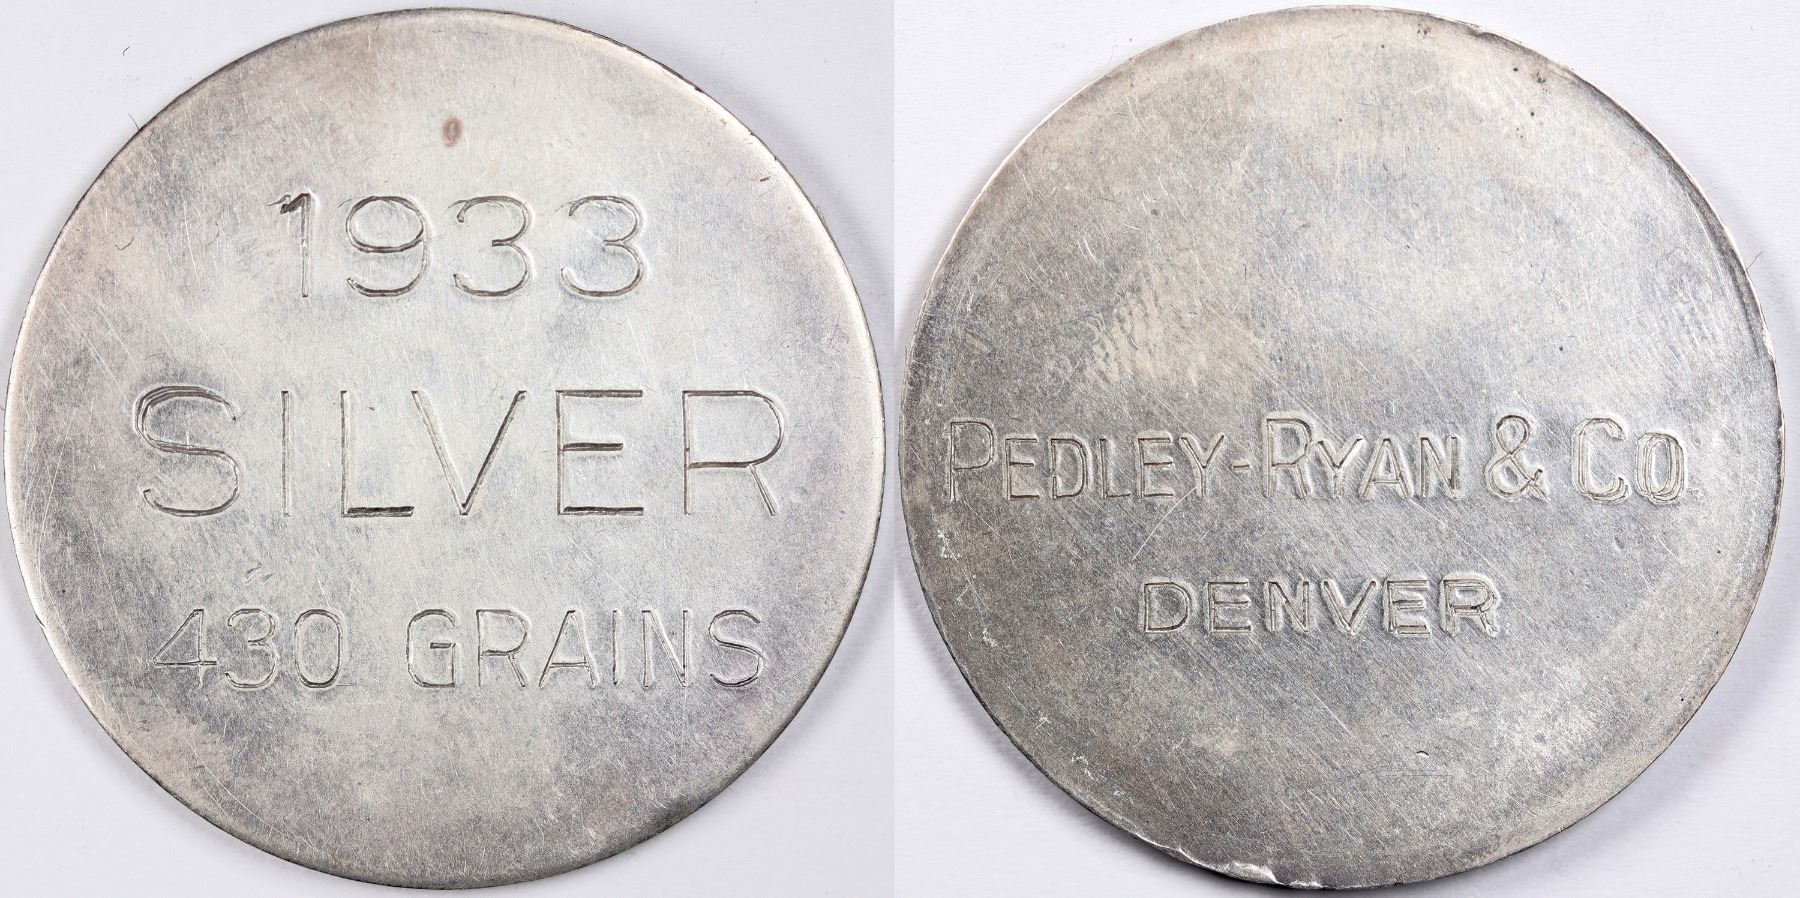 1933
SILVER
430 GRAINS
PEDLEY-RYAN & CO
DENVER